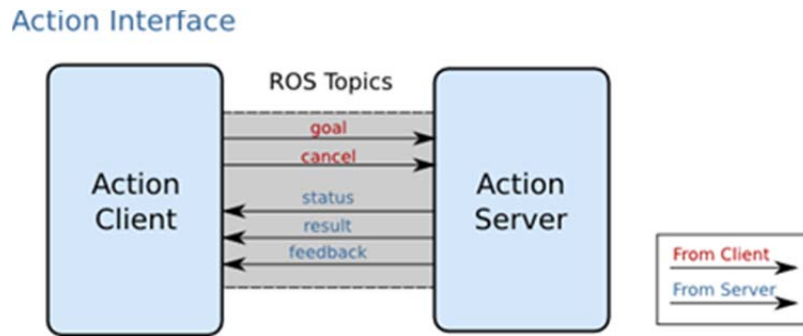 Action Interface
ROS Topics
goal
cancel
Action
Client
status
result
feedback
Action
Server
From Client
From Server